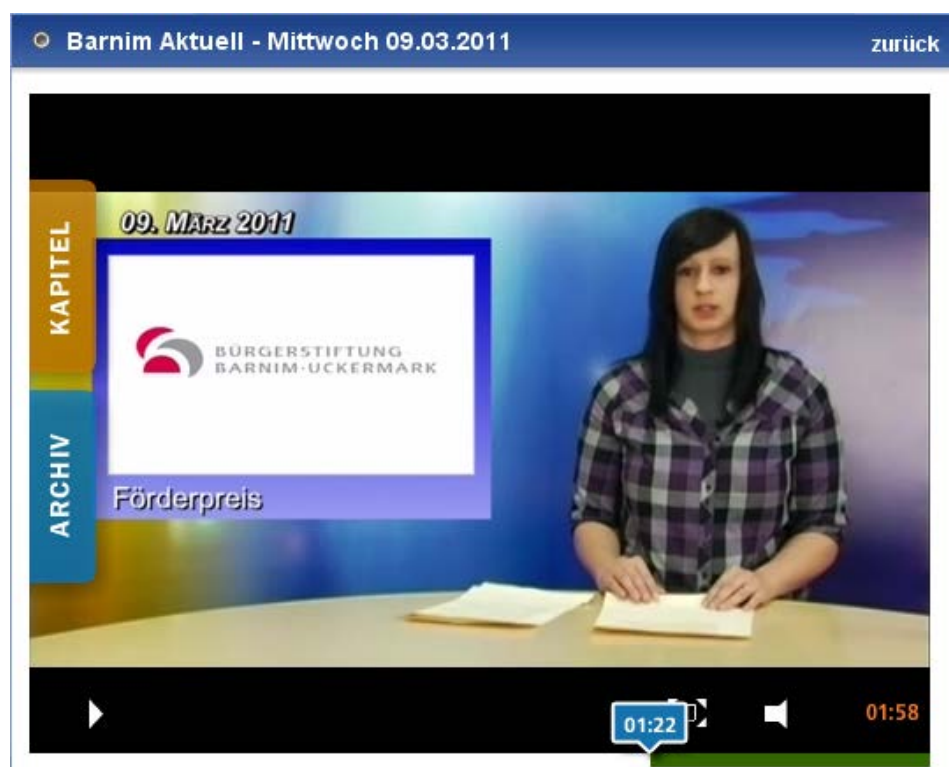 Barnim Aktuell - Mittwoch 09.03.2011
zurück
09. MÄRZ 2011
KAPITEL
BÜRGERSTIFTUNG
BARNIM·UCKERMARK
ARCHIV
Förderpreis
01:22
01:58